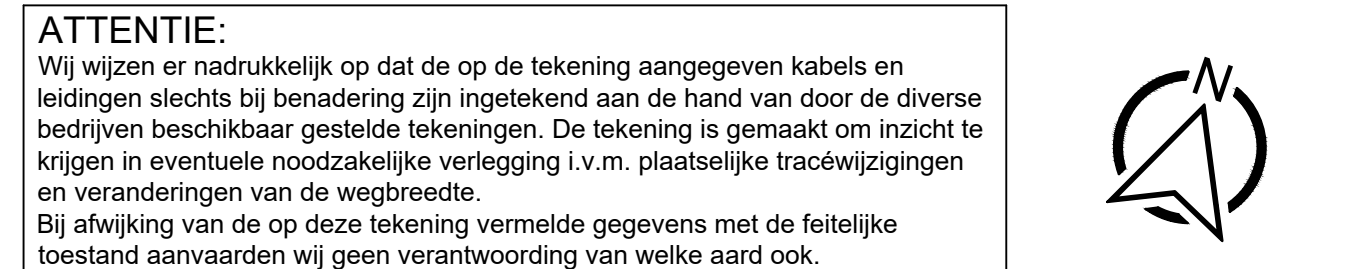 ATTENTIE:
Wij wijzen er nadrukkelijk op dat de op de tekening aangegeven kabels en
leidingen slechts bij benadering zijn ingetekend aan de hand van door de diverse
bedrijven beschikbaar gestelde tekeningen. De tekening is gemaakt om inzicht te
krijgen in eventuele noodzakelijke verlegging i.v.m. plaatselijke tracéwijzigingen
en veranderingen van de wegbreedte.
Bij afwijking van de op deze tekening vermelde gegevens met de feitelijke
toestand aanvaarden wij geen verantwoording van welke aard ook.
N